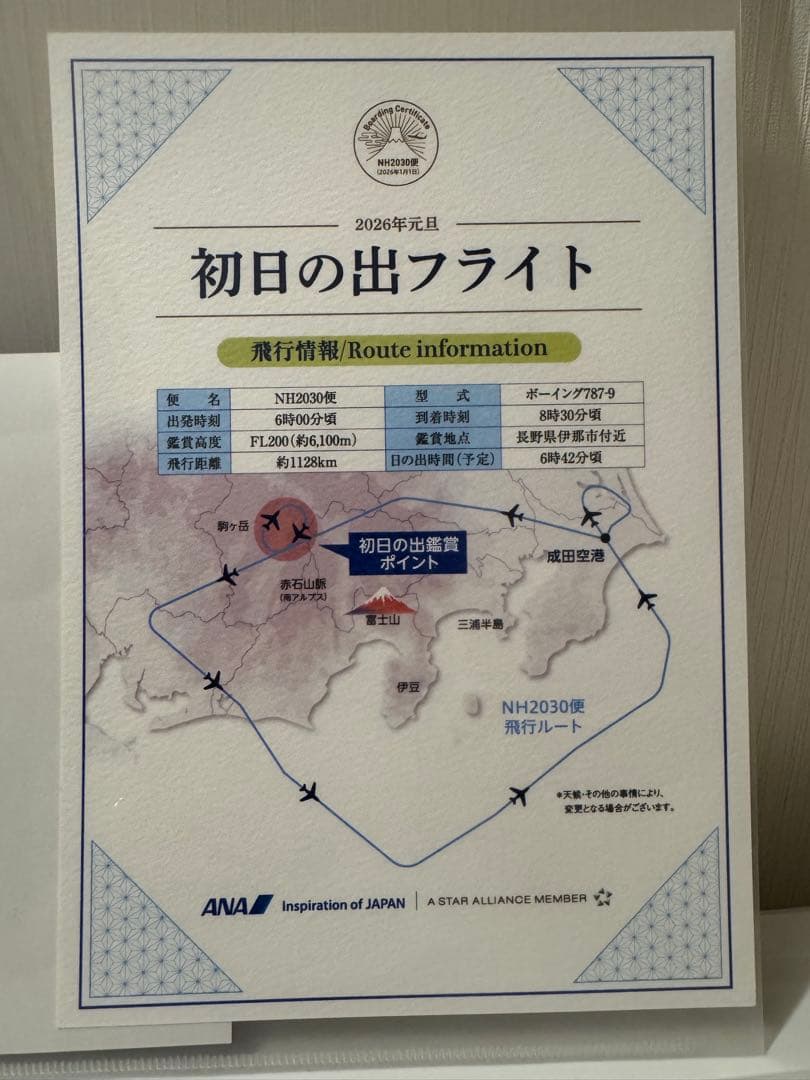 Boarding Certificate
NH2030便
(2026年1月1日)
2026年元旦
初日の出フライト
飛行情報/Route information
便 名 NH2030便 型 式 ボーイング787-9
出発時刻 6時00分頃 到着時刻 8時30分頃
鑑賞高度 FL200(約6,100m) 鑑賞地点 長野県伊那市付近
飛行距離 約1128km 日の出時間(予定) 6時42分頃
駒ヶ岳
初日の出鑑賞
ポイント
成田空港
赤石山脈
(南アルプス)
富士山
三浦半島
伊豆
NH2030便
飛行ルート
*天候・その他の事情により、
変更となる場合がございます。
ANA Inspiration of JAPAN | A STAR ALLIANCE MEMBER